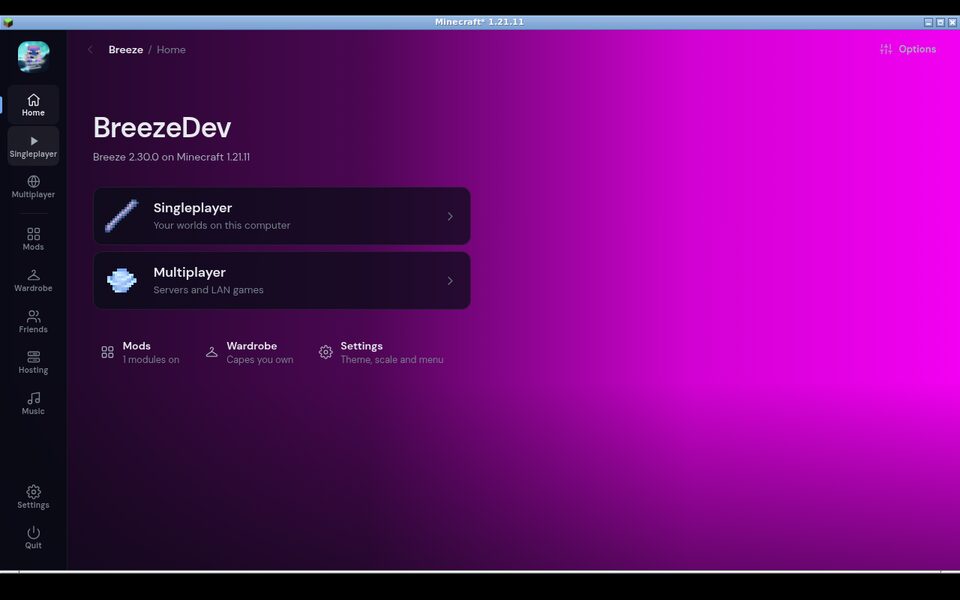 Minecraft* 1.21.11
Breeze / Home
Options
Home
Singleplayer
Multiplayer
Mods
Wardrobe
Friends
Hosting
Music
Settings
Quit
BreezeDev
Breeze 2.30.0 on Minecraft 1.21.11
Singleplayer
Your worlds on this computer
Multiplayer
Servers and LAN games
Mods
1 modules on
Wardrobe
Capes you own
Settings
Theme, scale and menu